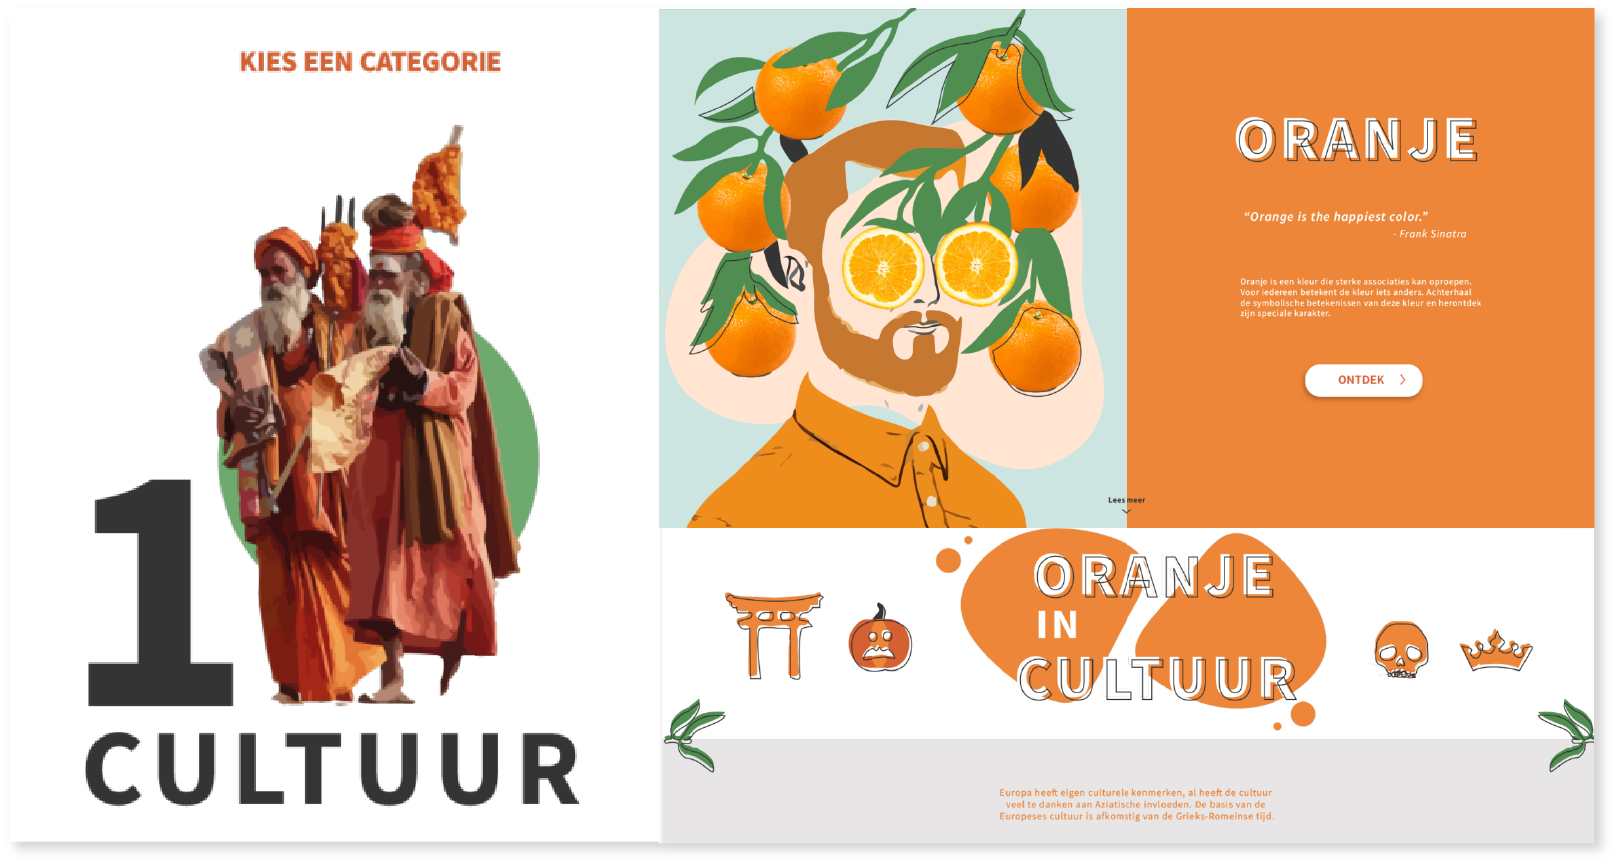 KIES EEN CATEGORIE
1
CULTUUR
ORANJE
“Orange is the happiest color.”
- Frank Sinatra
Oranje is een kleur die sterke associaties kan oproepen.
Voor iedereen betekent de kleur iets anders. Achterhaal
de symbolische betekenissen van deze kleur en herontdek
zijn speciale karakter.
ONTDEK
Lees meer
ORANJE
IN
CULTUUR
Europa heeft eigen culturele kenmerken, al heeft de cultuur
veel te danken aan Aziatische invloeden. De basis van de
Europeses cultuur is afkomstig van de Grieks-Romeinse tijd.